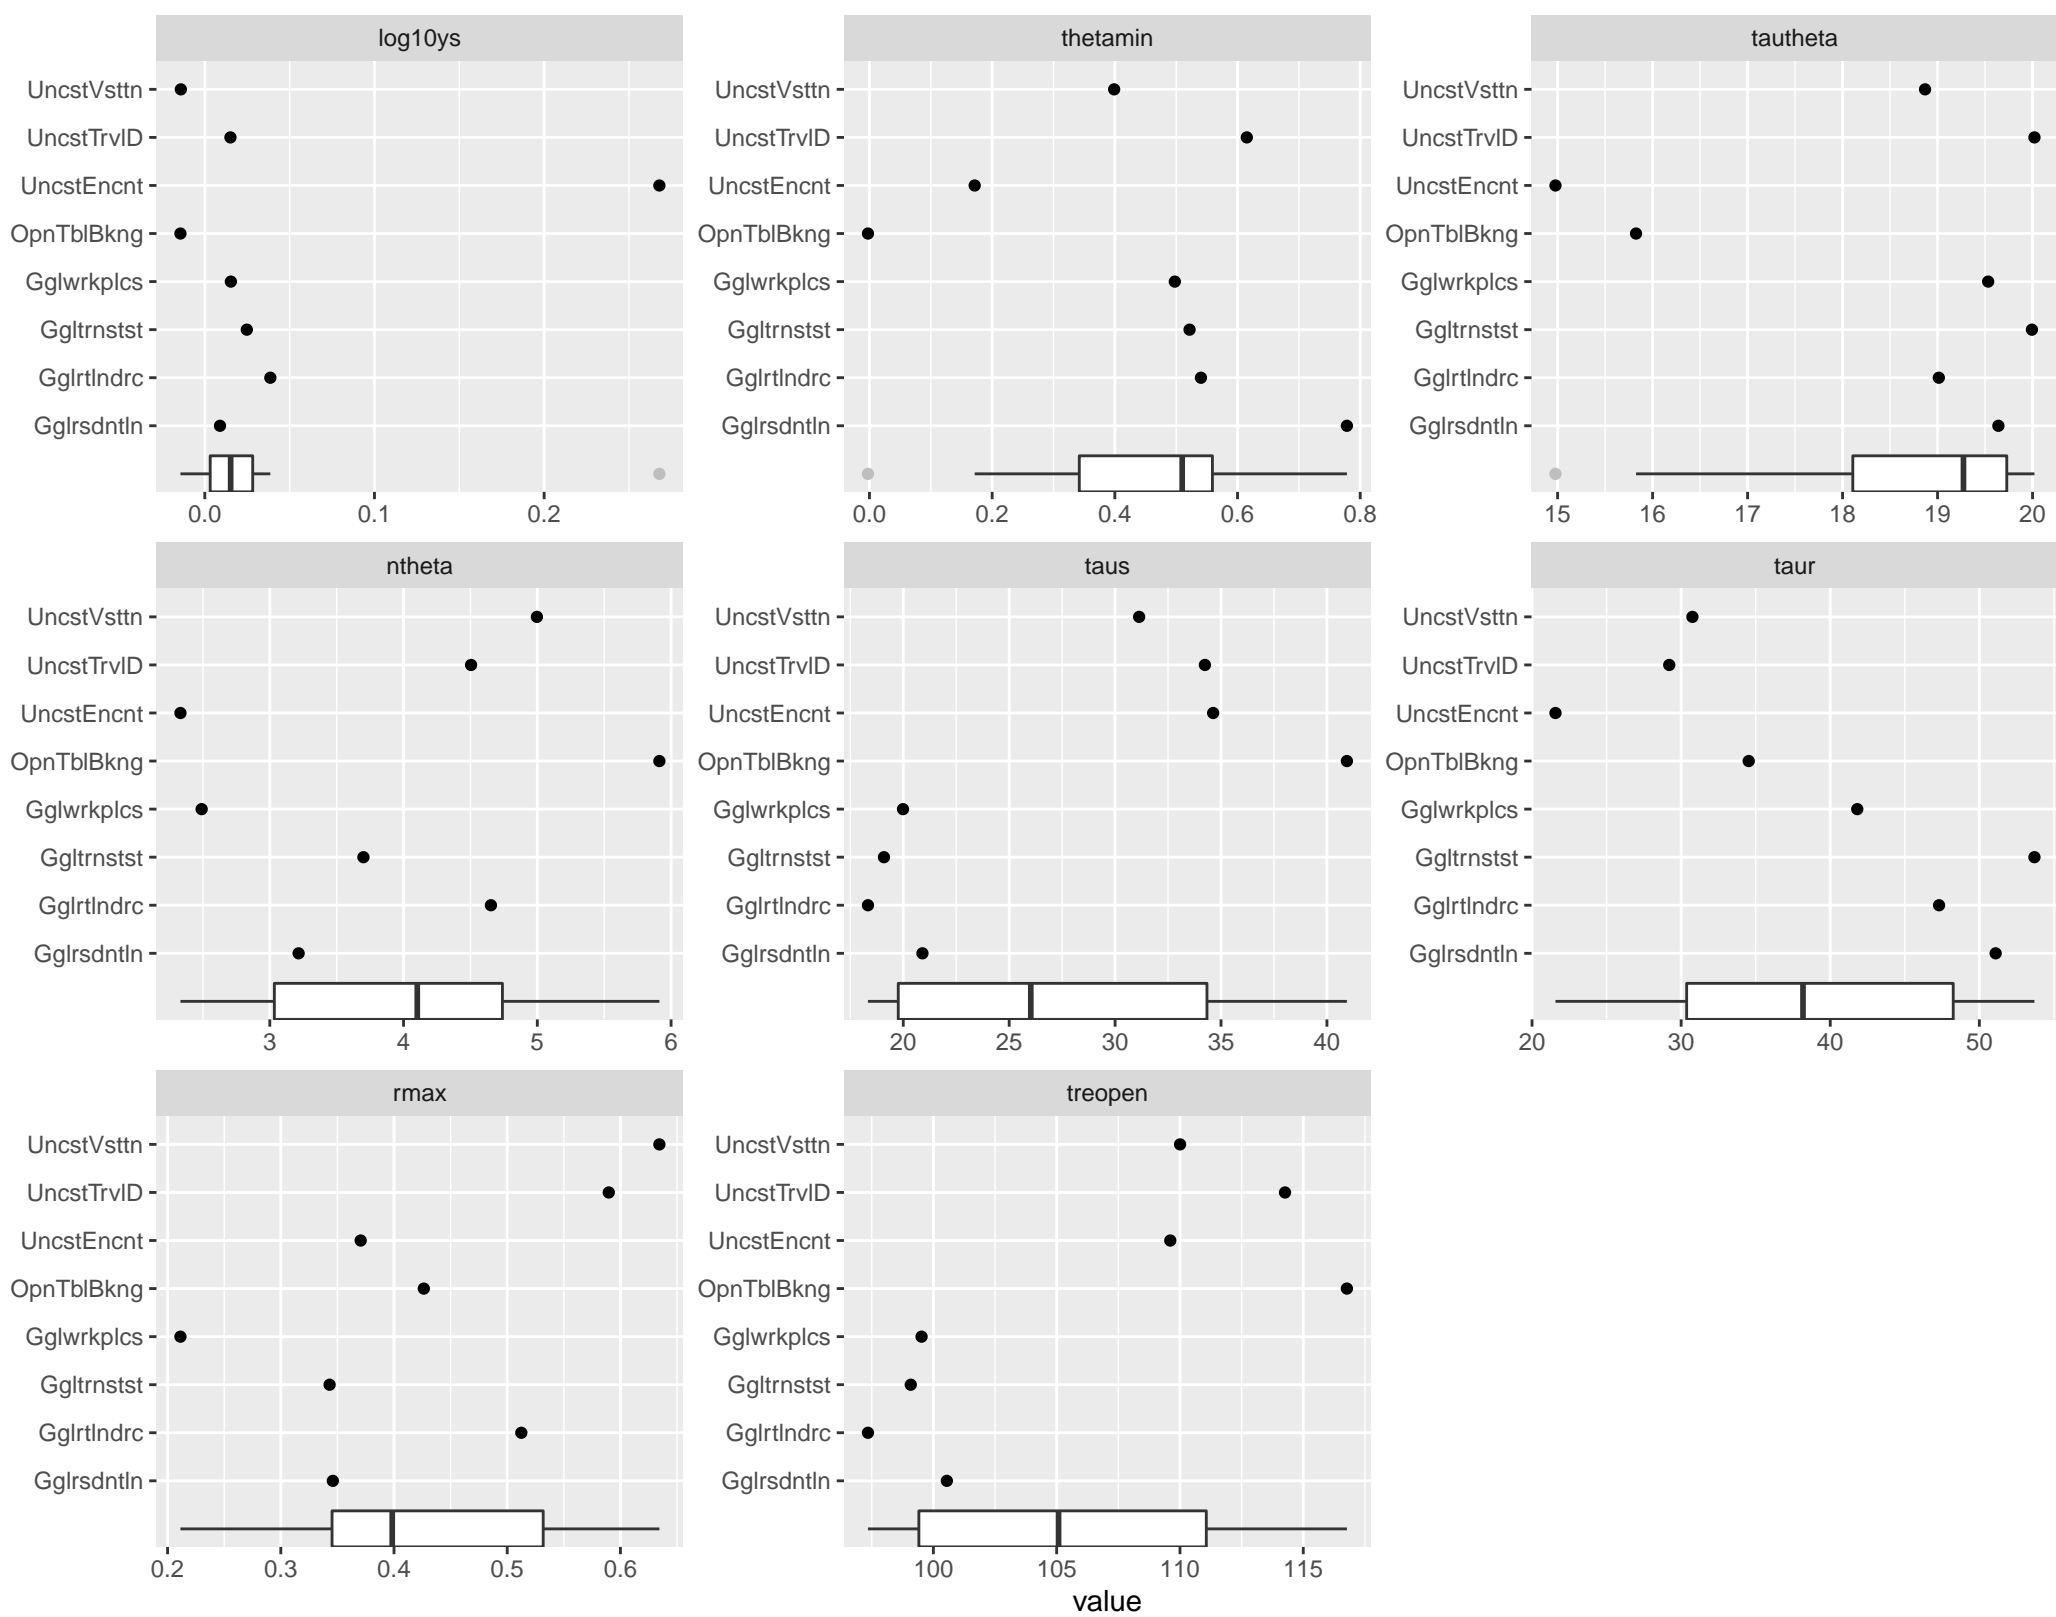 log10ys
UncstVsttn
UncstTrvlD
UncstEncnt
OpnTblBkng
Gglwrkplcs
Ggltrnstst
Gglrtlndrc
Gglrsdntln
0.0 0.1 0.2
thetamin
UncstVsttn
UncstTrvlD
UncstEncnt
OpnTblBkng
Gglwrkplcs
Ggltrnstst
Gglrtlndrc
Gglrsdntln
0.0 0.2 0.4 0.6 0.8
tautheta
UncstVsttn
UncstTrvlD
UncstEncnt
OpnTblBkng
Gglwrkplcs
Ggltrnstst
Gglrtlndrc
Gglrsdntln
15 16 17 18 19 20
ntheta
UncstVsttn
UncstTrvlD
UncstEncnt
OpnTblBkng
Gglwrkplcs
Ggltrnstst
Gglrtlndrc
Gglrsdntln
3 4 5 6
taus
UncstVsttn
UncstTrvlD
UncstEncnt
OpnTblBkng
Gglwrkplcs
Ggltrnstst
Gglrtlndrc
Gglrsdntln
20 25 30 35 40
taur
UncstVsttn
UncstTrvlD
UncstEncnt
OpnTblBkng
Gglwrkplcs
Ggltrnstst
Gglrtlndrc
Gglrsdntln
20 30 40 50
rmax
UncstVsttn
UncstTrvlD
UncstEncnt
OpnTblBkng
Gglwrkplcs
Ggltrnstst
Gglrtlndrc
Gglrsdntln
0.2 0.3 0.4 0.5 0.6
treopen
UncstVsttn
UncstTrvlD
UncstEncnt
OpnTblBkng
Gglwrkplcs
Ggltrnstst
Gglrtlndrc
Gglrsdntln
100 105 110 115
value